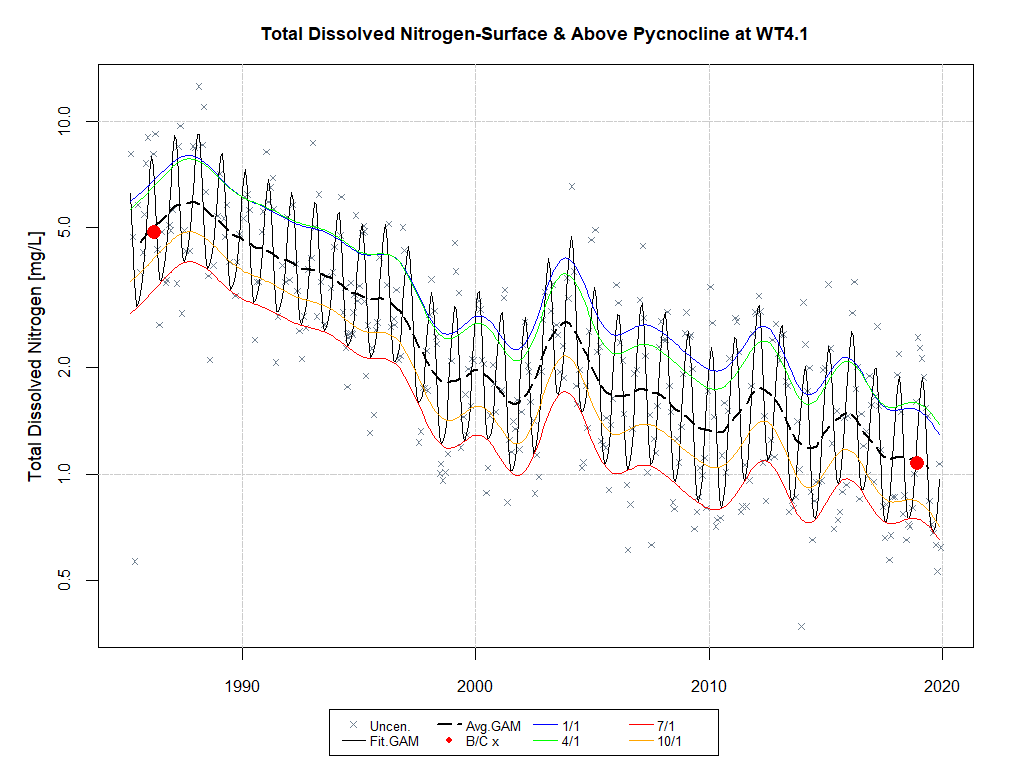 Total Dissolved Nitrogen-Surface & Above Pycnocline at WT4.1
Total Dissolved Nitrogen [mg/L]
10.0
5.0
2.0
1.0
0.5
1990 2000 2010 2020
Uncen. Avg.GAM 1/1 7/1
Fit.GAM B/C x 4/1 10/1